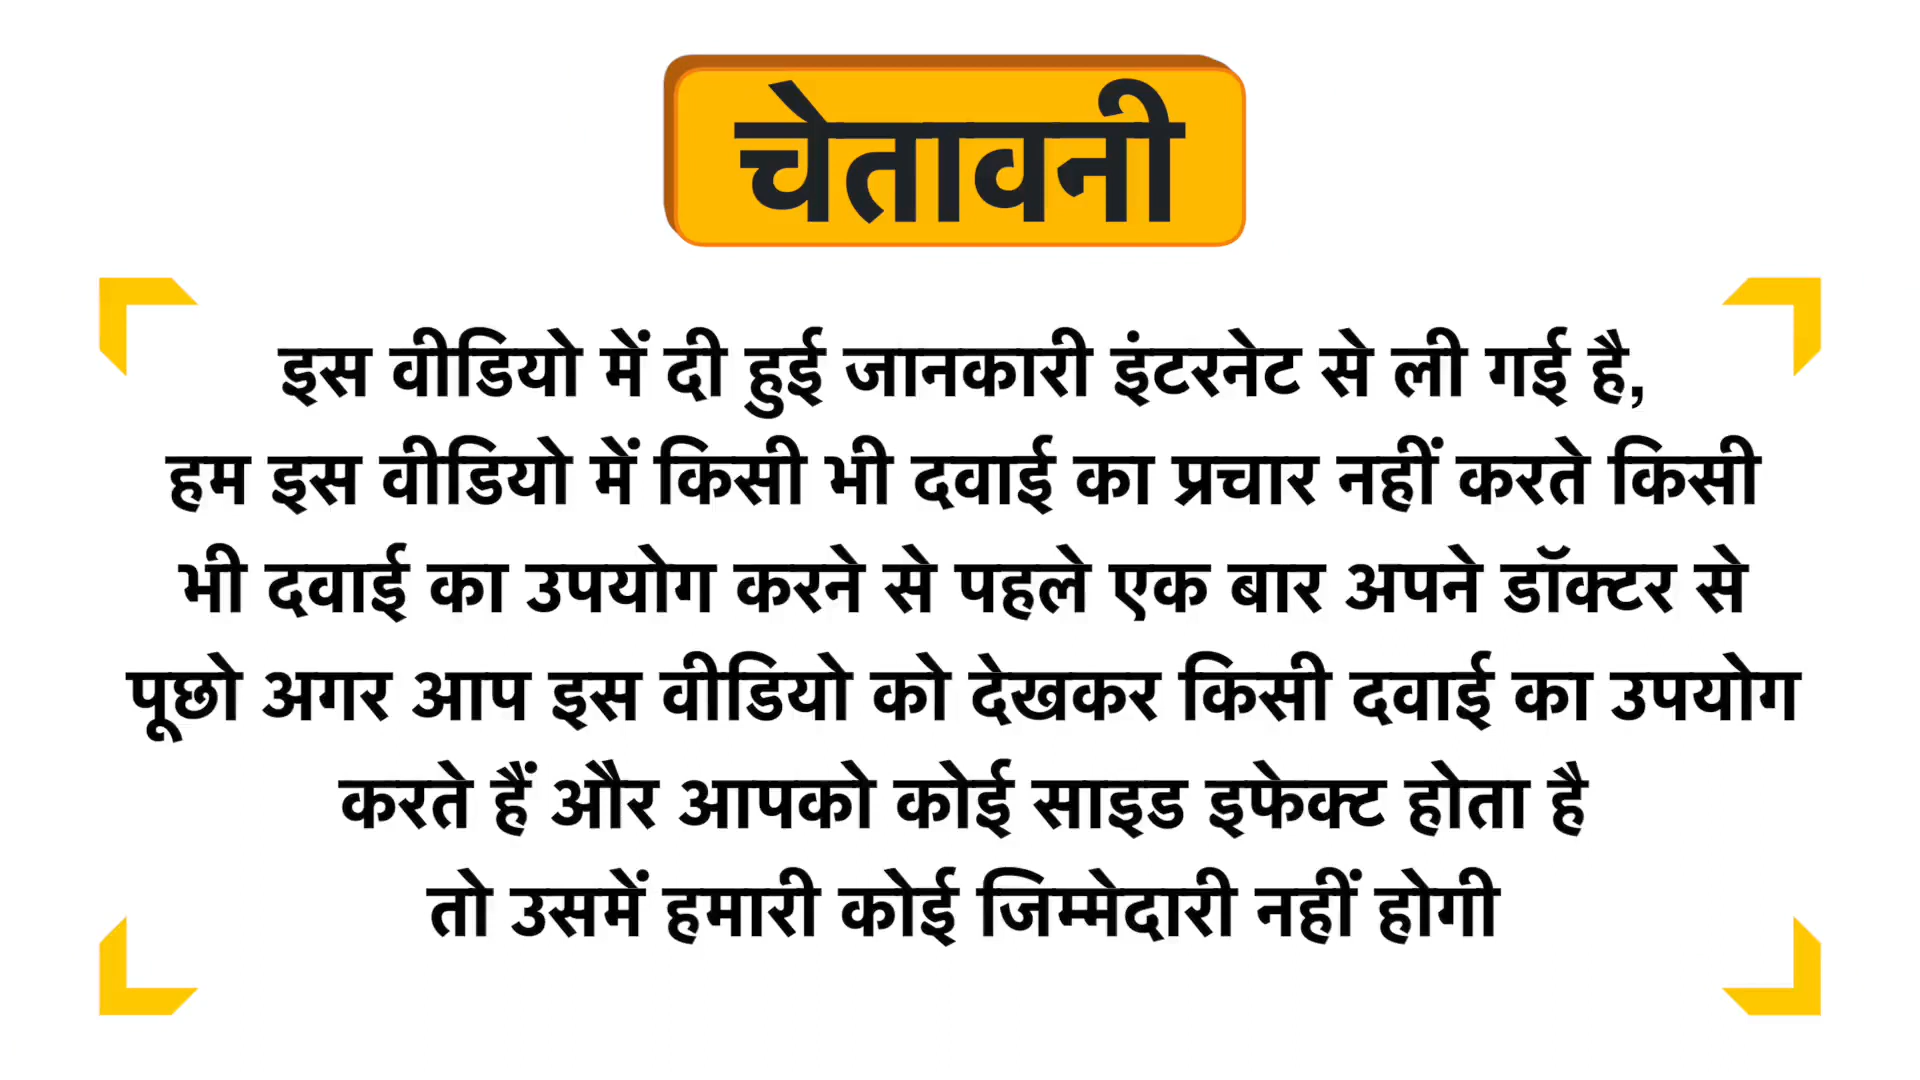 चेतावनी
इस वीडियो में दी हुई जानकारी इंटरनेट से ली गई है,
हम इस वीडियो में किसी भी दवाई का प्रचार नहीं करते किसी
भी दवाई का उपयोग करने से पहले एक बार अपने डॉक्टर से
पूछो अगर आप इस वीडियो को देखकर किसी दवाई का उपयोग
करते हैं और आपको कोई साइड इफेक्ट होता है
तो उसमें हमारी कोई जिम्मेदारी नहीं होगी